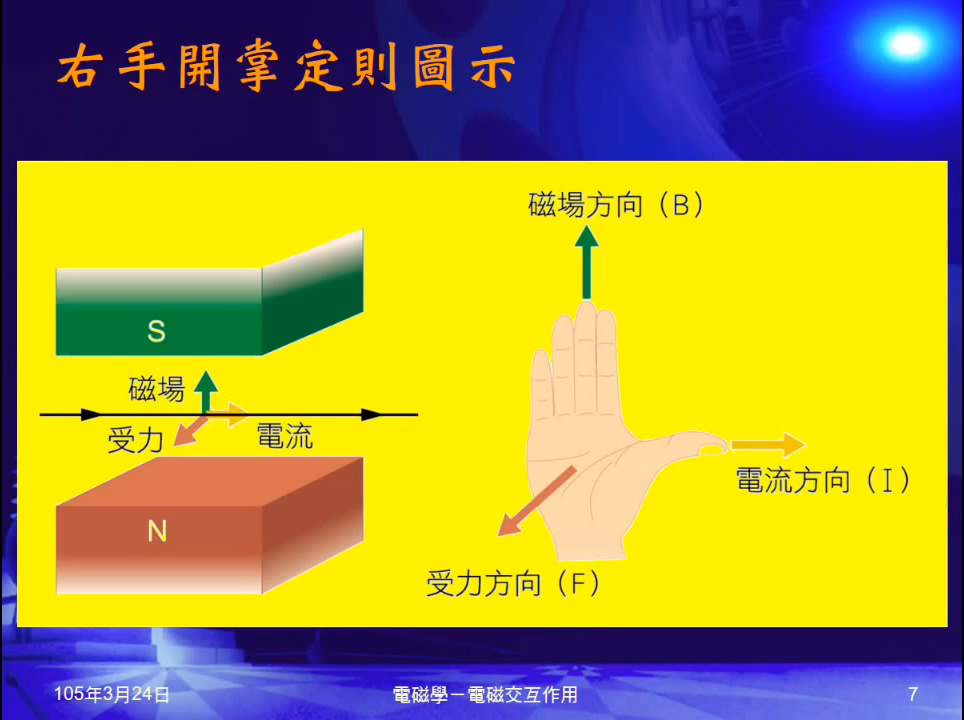 右手開掌定則圖示
磁場方向（B）
S
磁場
受力
電流
電流方向（I）
N
受力方向（F）
105年3月24日
電磁學－電磁交互作用
7